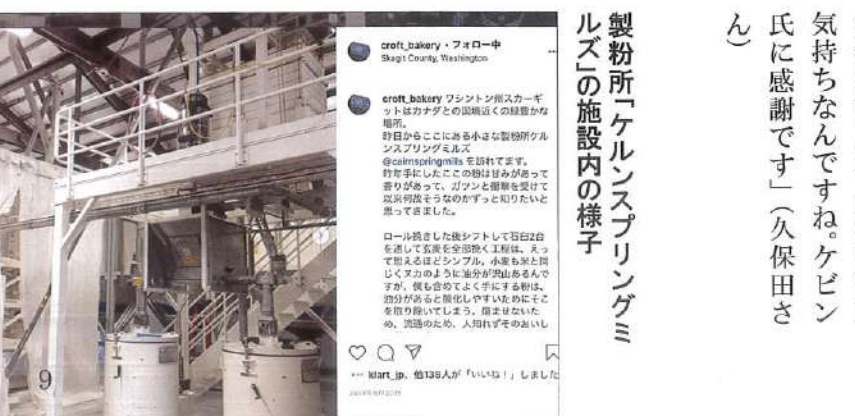 気持ちなんですね。ケビン
氏に感謝です」（久保田さ
ん）
製粉所「ケルンスプリングミ
ルズ」の施設内の様子
croft_bakery・フォロー中
Skagit County, Washington
croft_bakery ワシントン州スカーギ
ットはカナダとの国境近くの緑豊かな
場所。
昨日からここにある小さな製粉所ケル
ンスプリングミルズ
@cairnspringmills を訪れてます。
昨年手にしたここの粉は甘みがあって
香りがあって、ガツンと衝撃を受けて
以来何故そうなのかずっと知りたいと
思ってきました。
ロール挽きした後シフトして石臼2台
を通して玄麦を全部挽く工程は、えっ
て思えるほどシンプル。小麦も米と同
じくヌカのように油分が沢山あるんで
すが、僕も含めてよく手にする粉は、
油分があると酸化しやすいためにそこ
を取り除いてしまう。傷ませないた
め、流通のため、人知れずそのおいし
klart_jp、他138人が「いいね！」しました
9